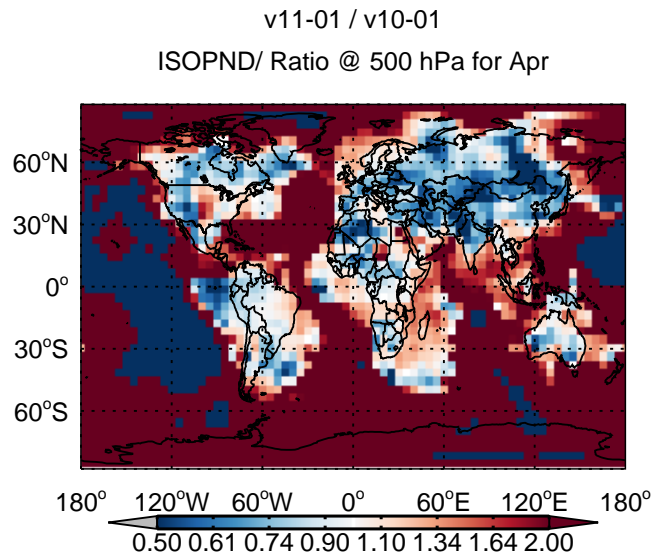 v11-01 / v10-01
ISOPND/ Ratio @ 500 hPa for Apr
60°N
30°N
0°
30°S
60°S
180° 120°W 60°W 0° 60°E 120°E 180°
0.50 0.61 0.74 0.90 1.10 1.34 1.64 2.00